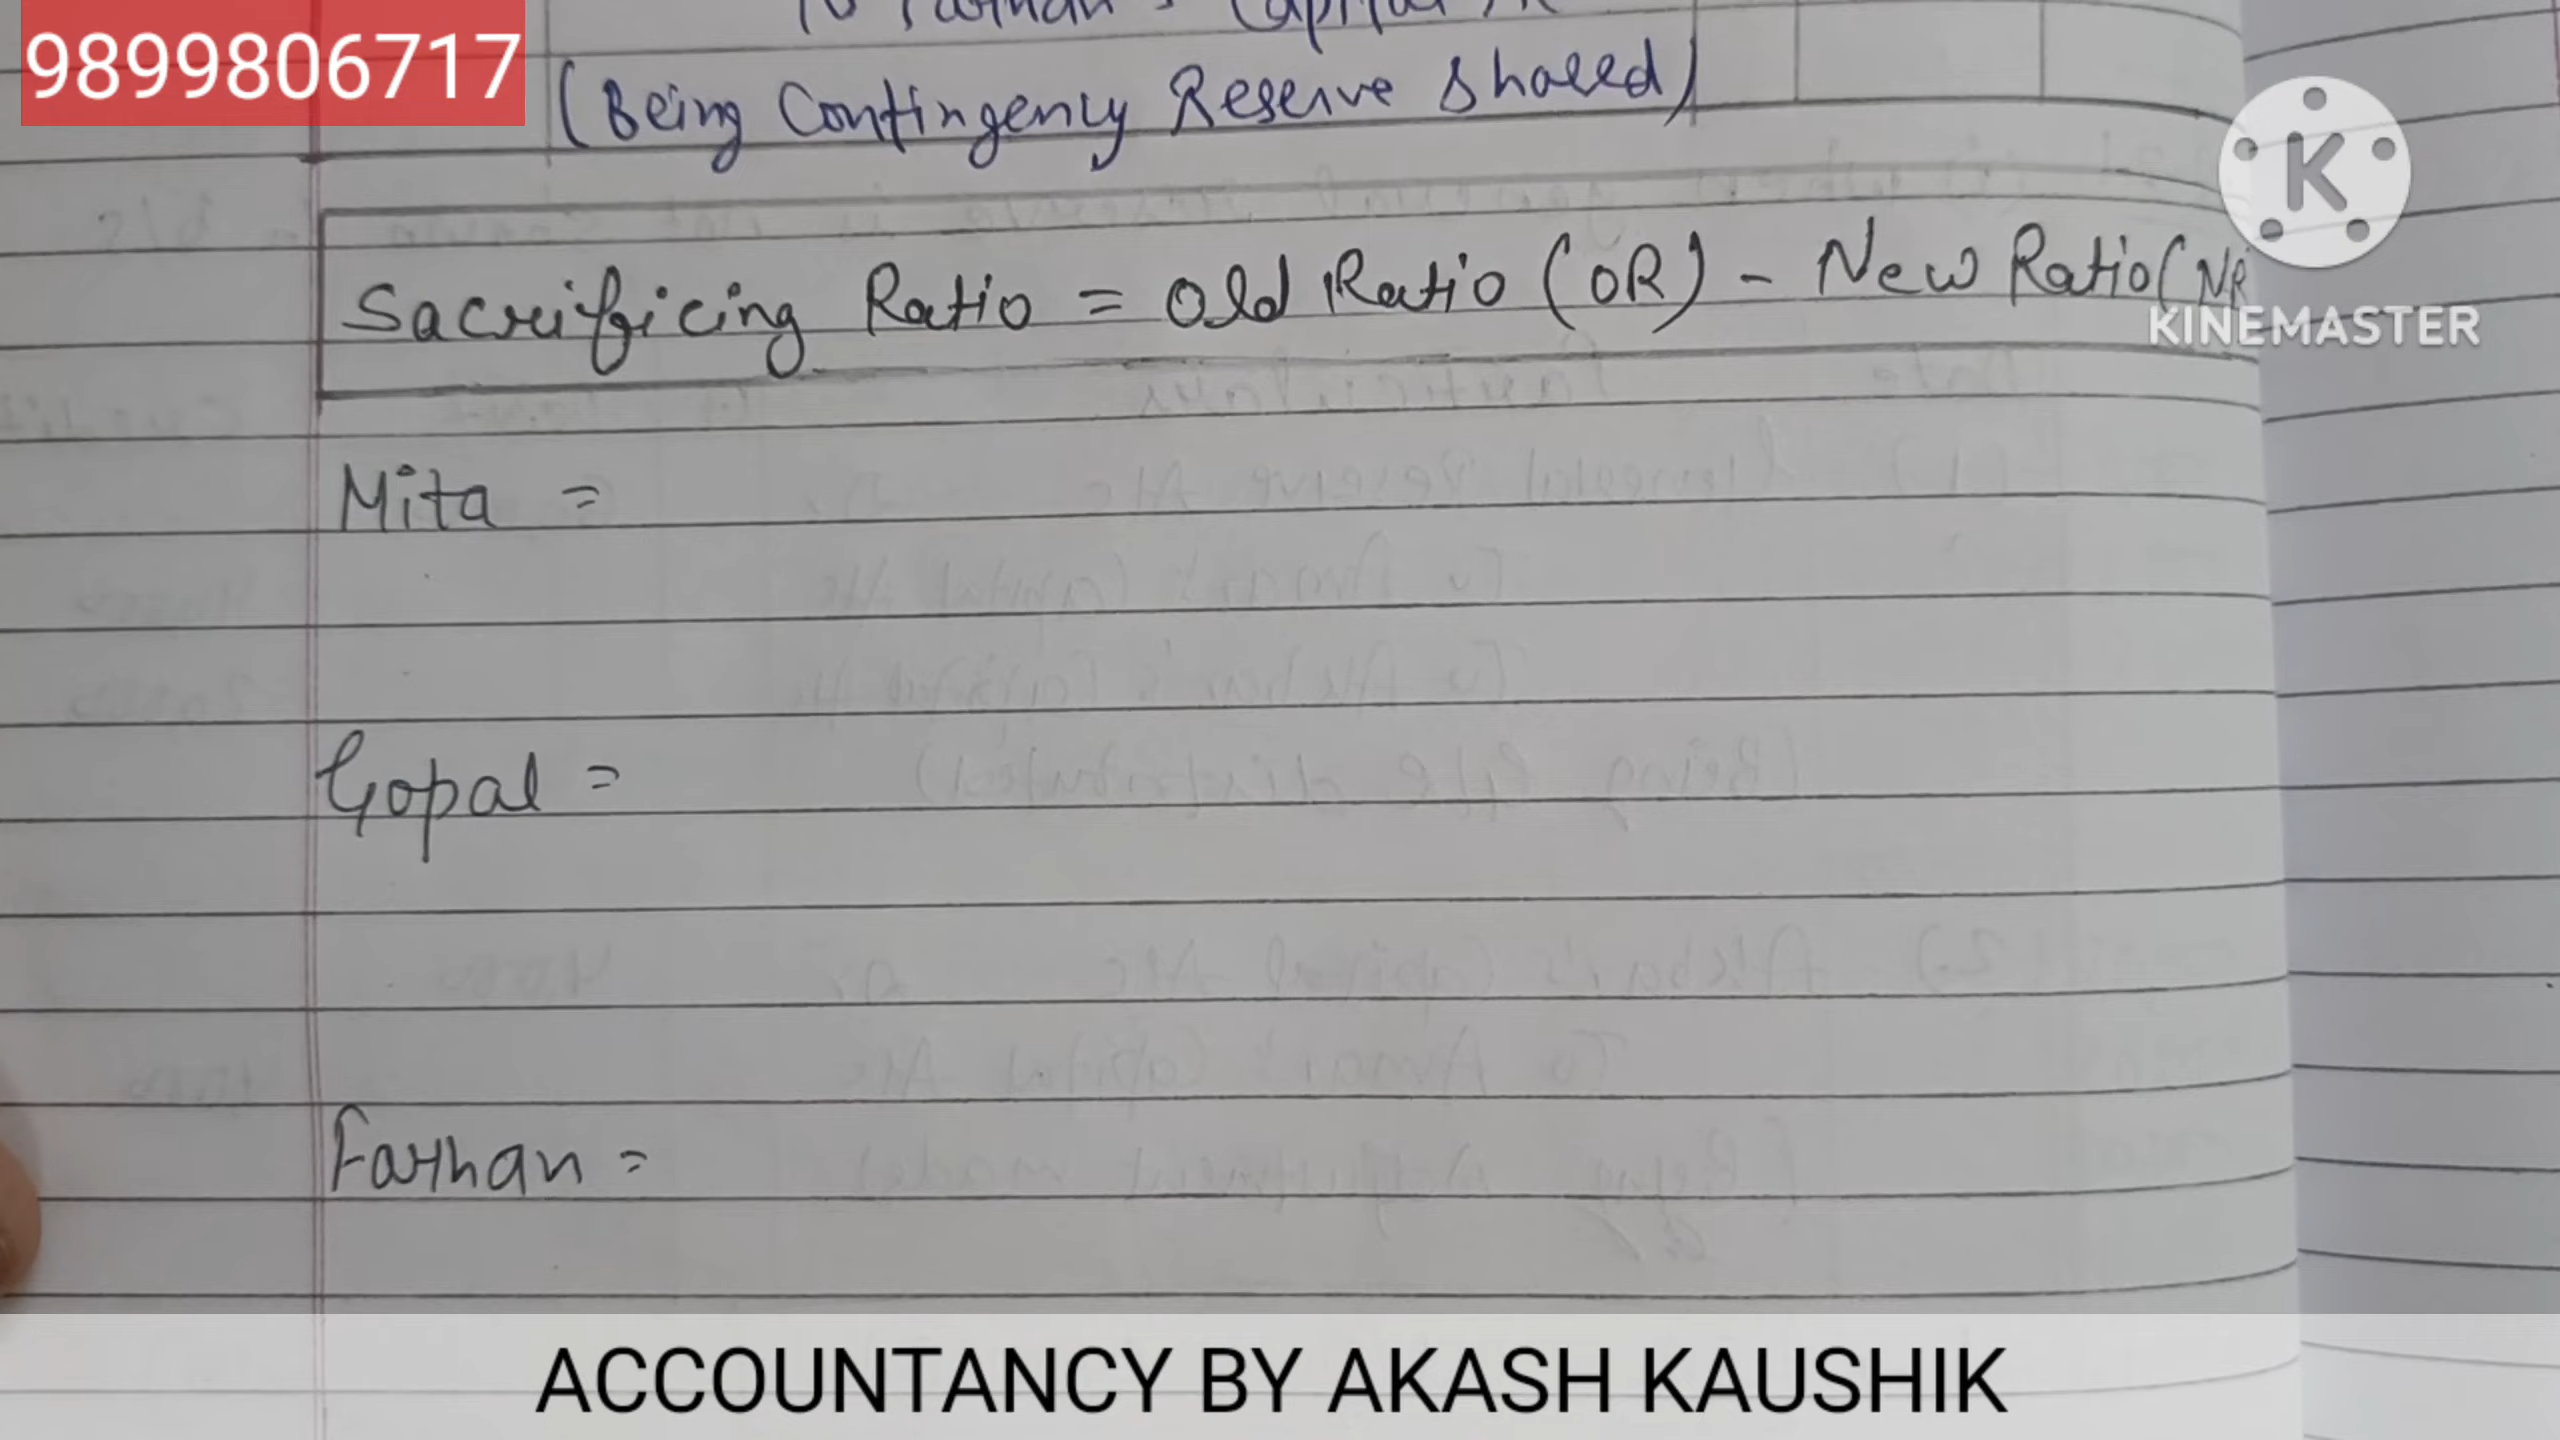 9899806717
(Being Contingency Reserve Shared)
K
Sacrificing Ratio = Old Ratio (OR) - New Ratio (NR
KINEMASTER
Mita =
Gopal =
Farhan =
ACCOUNTANCY BY AKASH KAUSHIK